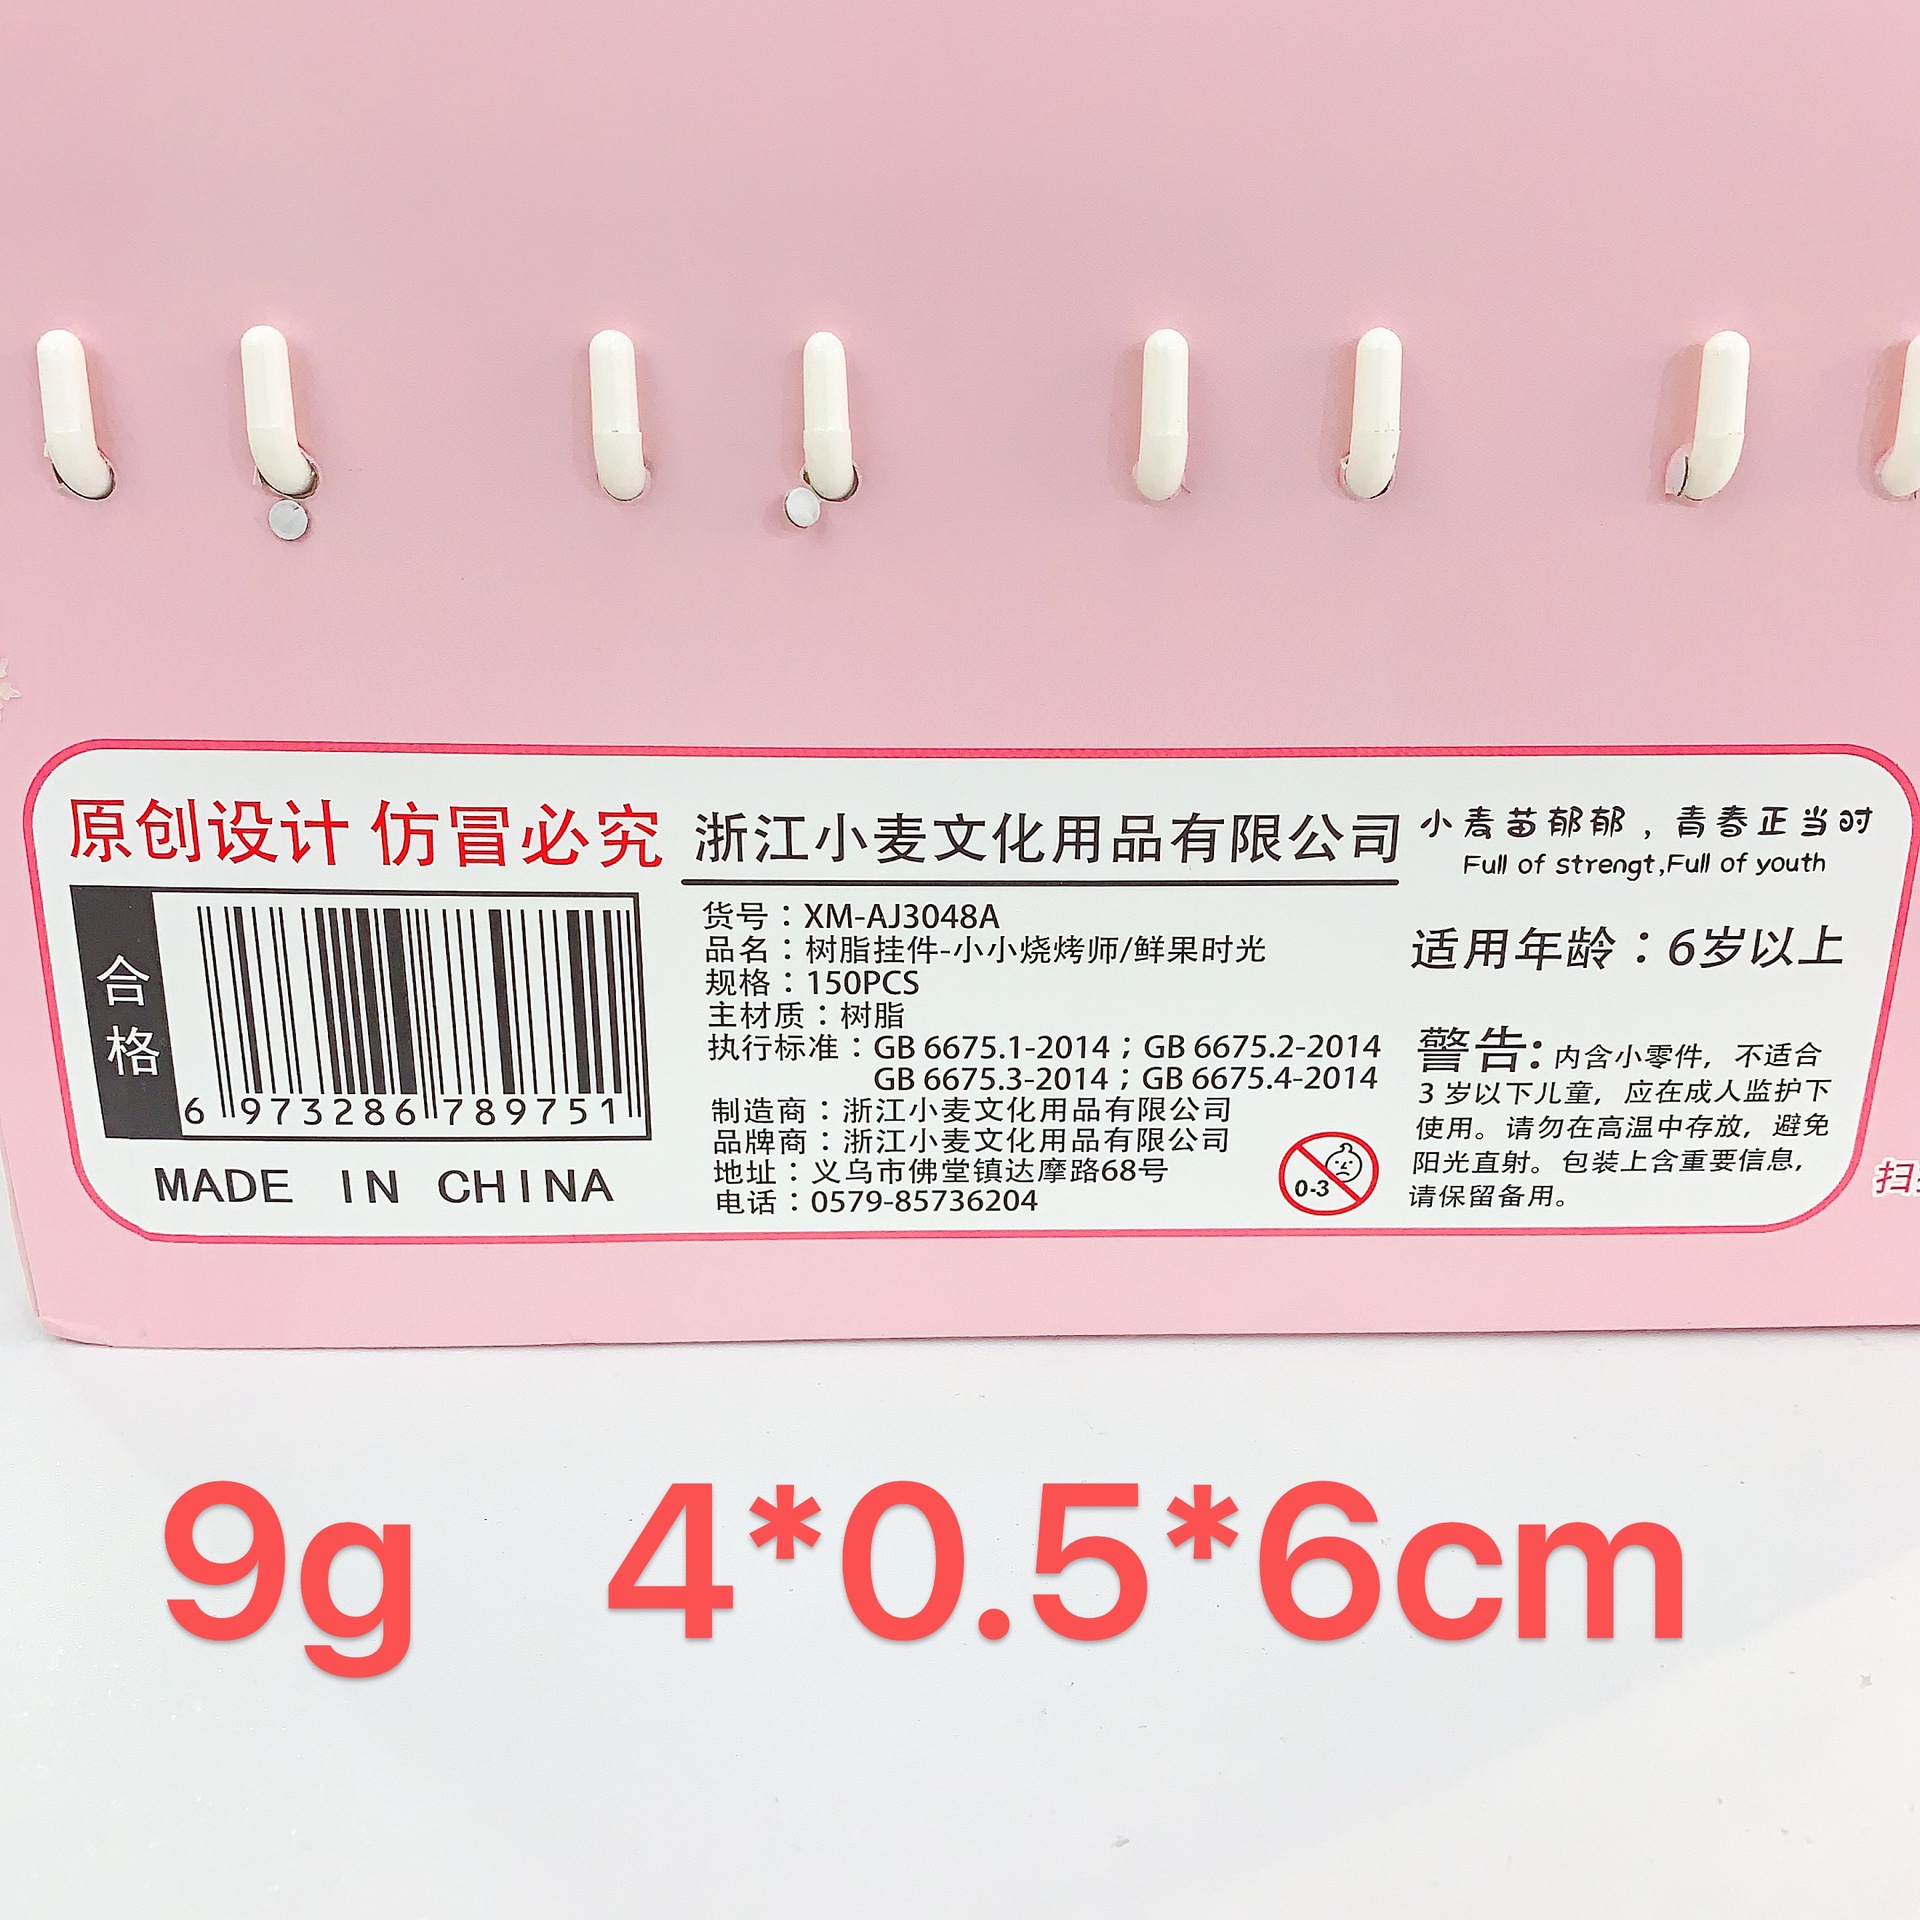 原创设计 仿冒必究
合格
6 973286 789751
MADE IN CHINA
浙江小麦文化用品有限公司
货号：XM-AJ3048A
品名：树脂挂件-小小烧烤师/鲜果时光
规格：150PCS
主材质：树脂
执行标准：GB 6675.1-2014；GB 6675.2-2014
GB 6675.3-2014；GB 6675.4-2014
制造商：浙江小麦文化用品有限公司
品牌商：浙江小麦文化用品有限公司
地址：义乌市佛堂镇达摩路68号
电话：0579-85736204
0-3
小麦苗郁郁，青春正当时
Full of strengt,Full of youth
适用年龄：6岁以上
警告:内含小零件，不适合
3岁以下儿童，应在成人监护下
使用。请勿在高温中存放，避免
阳光直射。包装上含重要信息，
请保留备用。
9g 4*0.5*6cm